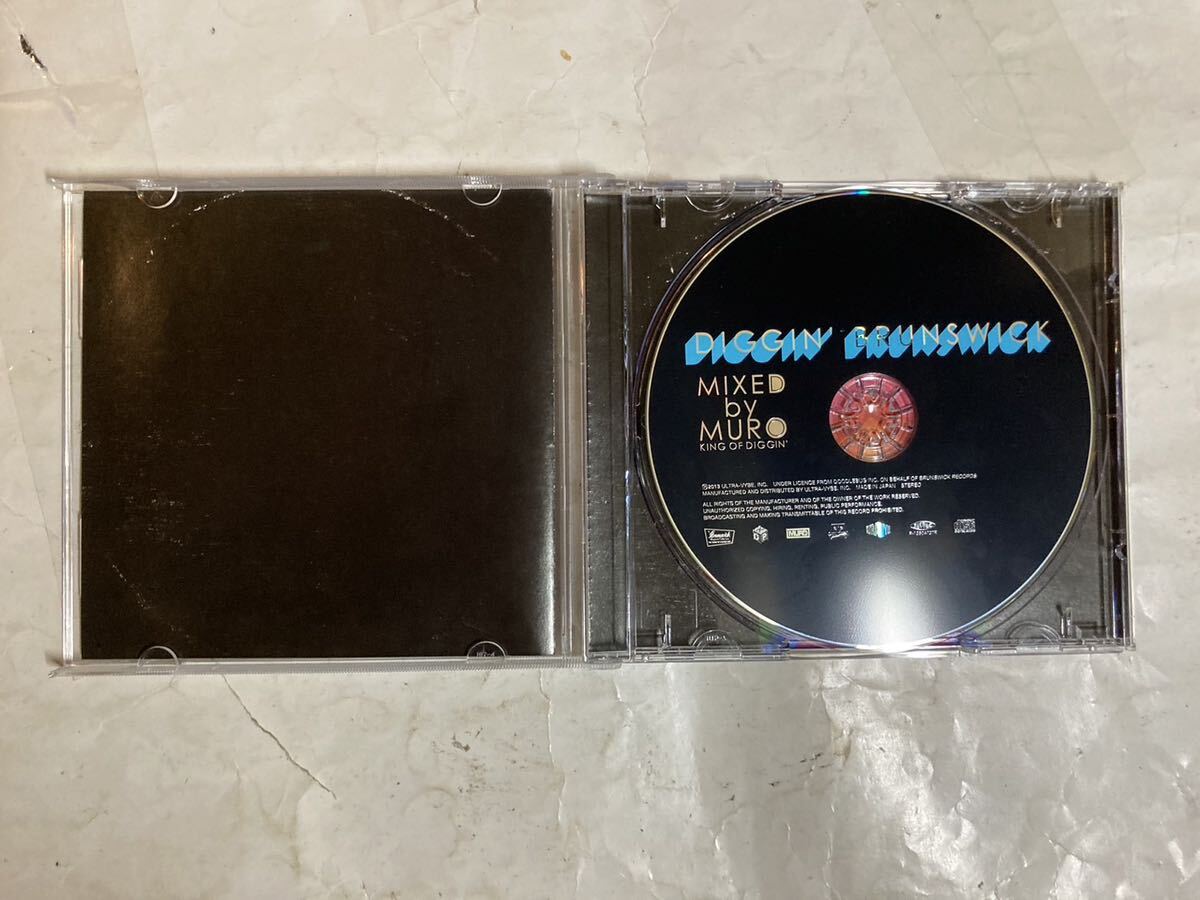 DIGGIN' BRUNSWICK
MIXED
by
MURO
KING OF DIGGIN'
Ⓟ2013 ULTRA-VYBE, INC. UNDER LICENCE FROM DOODLEBUG INC. ON BEHALF OF BRUNSWICK RECORDS
MANUFACTURED AND DISTRIBUTED BY ULTRA-VYBE, INC. MADE IN JAPAN STEREO
ALL RIGHTS OF THE MANUFACTURER AND OF THE OWNER OF THE WORK RESERVED.
UNAUTHORIZED COPYING, HIRING, RENTING, PUBLIC PERFORMANCE,
BROADCASTING AND MAKING TRANSMITTABLE OF THIS RECORD PROHIBITED.
MURO